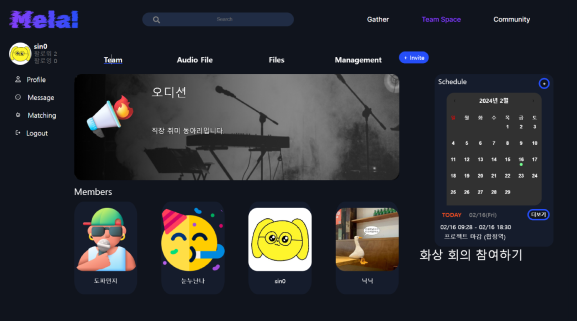 Mela!
Search
Gather
Team Space
Community
sin0
팔로워 2
팔로잉 0
Profile
Message
Matching
Logout
Team
Audio File
Files
Management
+ Invite
오디션
직장 취미 동아리입니다
Schedule
+
2024년 2월
일 월 화 수 목 금 토
1 2 3
4 5 6 7 8 9 10
11 12 13 14 15 16 17
18 19 20 21 22 23 24
25 26 27 28 29
TODAY 02/16(Fri)
더보기
02/16 09:28 - 02/16 18:30
프로젝트 마감 (합정역)
화상 회의 참여하기
Members
도파민지
눈누난나
sin0
닉닉